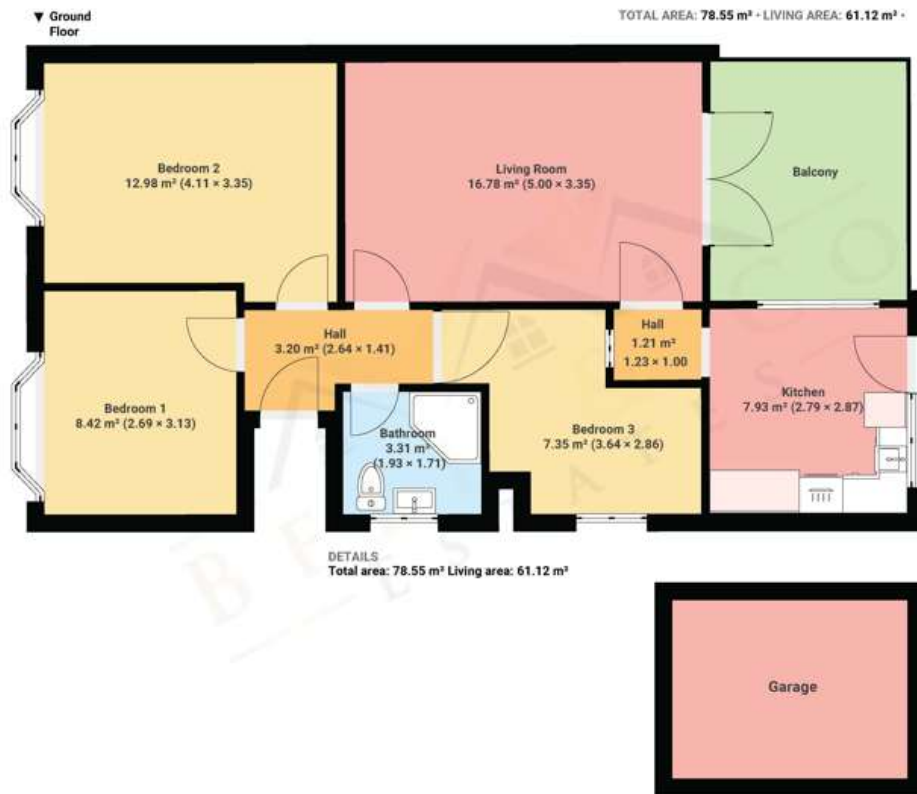 ▼ Ground
Floor
TOTAL AREA: 78.55 m² · LIVING AREA: 61.12 m² ·
Bedroom 2
12.98 m² (4.11 × 3.35)
Living Room
16.78 m² (5.00 × 3.35)
Balcony
Hall
3.20 m² (2.64 × 1.41)
Hall
1.21 m²
1.23 × 1.00
Bedroom 1
8.42 m² (2.69 × 3.13)
Bathroom
3.31 m²
(1.93 × 1.71)
Bedroom 3
7.35 m² (3.64 × 2.86)
Kitchen
7.93 m² (2.79 × 2.87)
DETAILS
Total area: 78.55 m² Living area: 61.12 m²
Garage
ESTATES